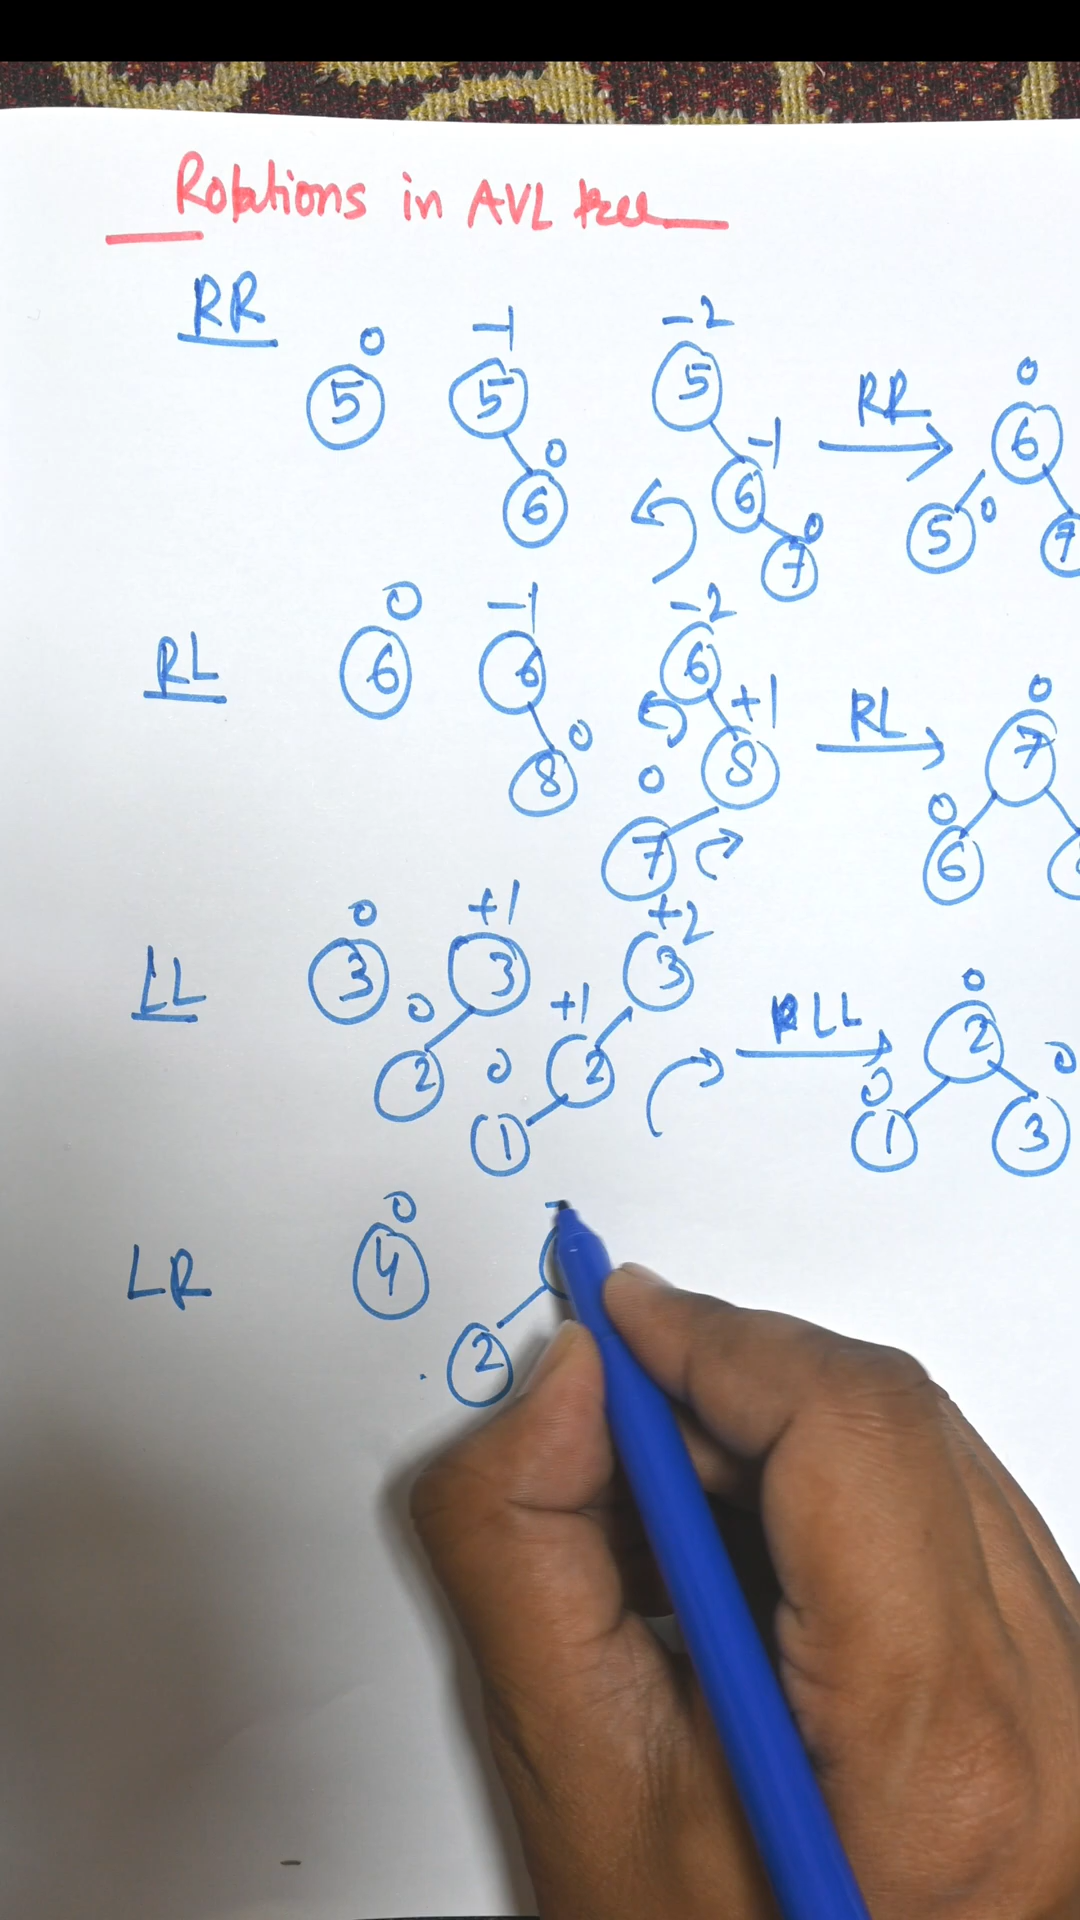 Rotations in AVL tree
RR
0 -1 -2
5 5 5 RR 0
0 -1 6
6 6 0 5 0 7
7
RL 0 -1 -2
6 6 6 RL 0
0 +1 7
8 0 8 0
7 6
LL 0 +1 +2
3 3 3 LL 0
0 +1 2
2 0 2 0 0
1 1 3
LR 0
4
2